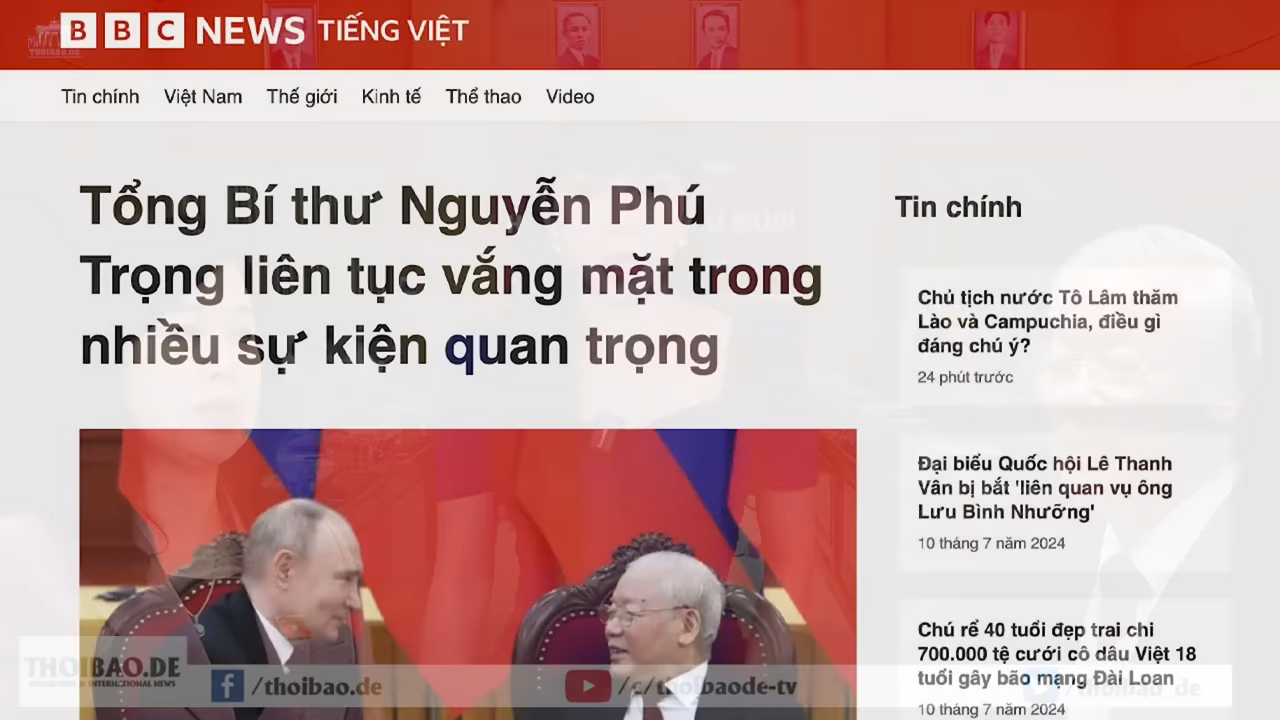 BBC NEWS TIẾNG VIỆT
Tin chính Việt Nam Thế giới Kinh tế Thể thao Video
Tổng Bí thư Nguyễn Phú
Trọng liên tục vắng mặt trong
nhiều sự kiện quan trọng
Tin chính
Chủ tịch nước Tô Lâm thăm
Lào và Campuchia, điều gì
đáng chú ý?
24 phút trước
Đại biểu Quốc hội Lê Thanh
Vân bị bắt 'liên quan vụ ông
Lưu Bình Nhưỡng'
10 tháng 7 năm 2024
Chú rể 40 tuổi đẹp trai chi
700.000 tệ cưới cô dâu Việt 18
tuổi gây bão mạng Đài Loan
10 tháng 7 năm 2024
THOIBAO.DE
THOIBAO.DE
/thoibao.de
/c/thoibaode-tv